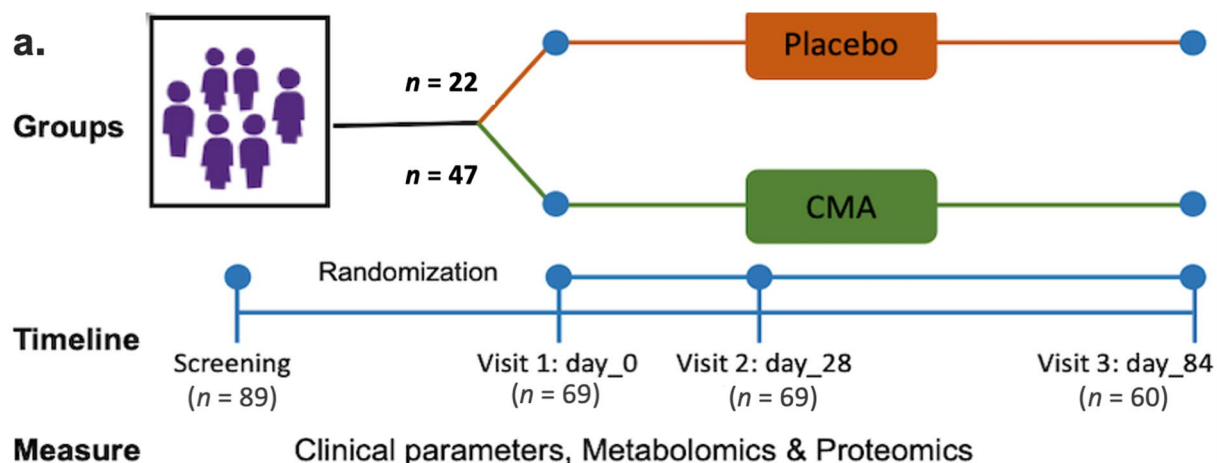 a.
Groups
n = 22
n = 47
Placebo
CMA
Randomization
Timeline
Screening
(n = 89)
Visit 1: day_0
(n = 69)
Visit 2: day_28
(n = 69)
Visit 3: day_84
(n = 60)
Measure Clinical parameters, Metabolomics & Proteomics